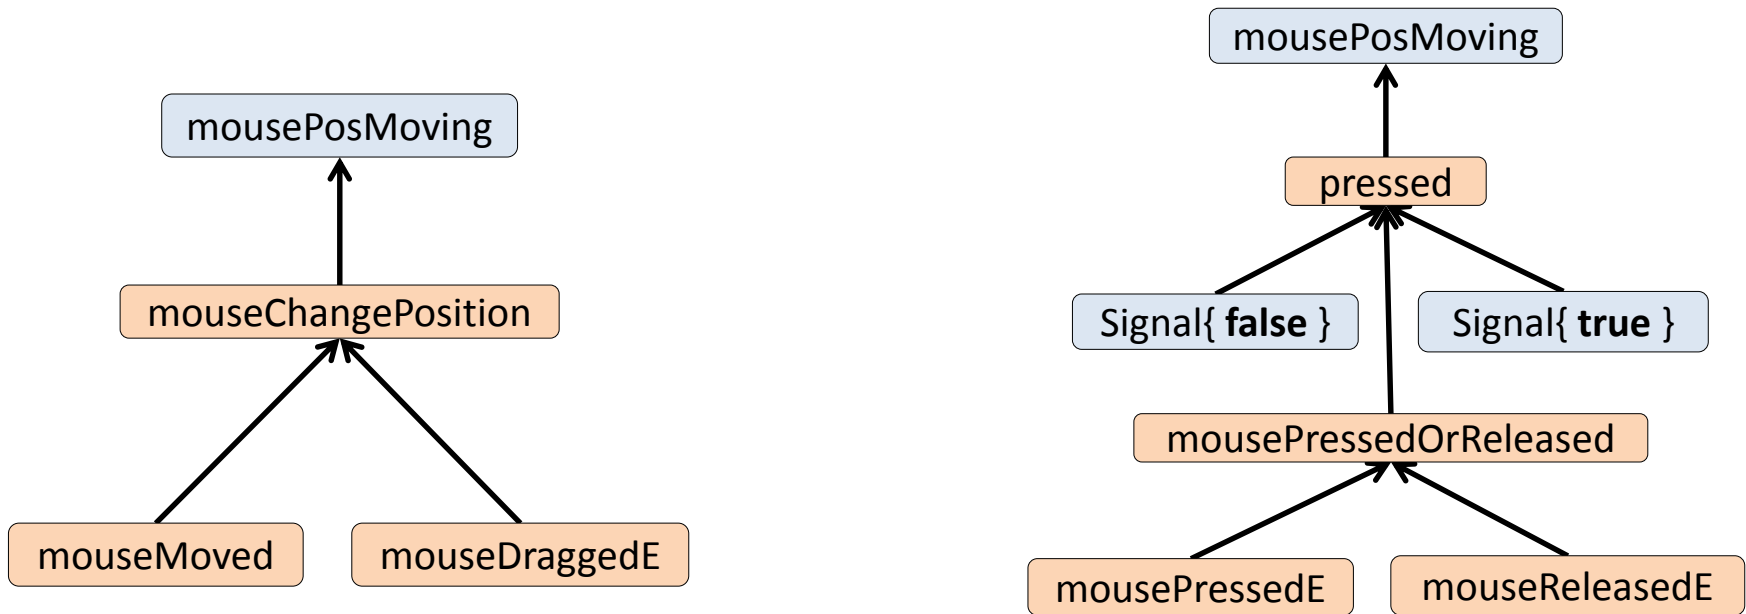 mousePosMoving
mouseChangePosition
mouseMoved
mouseDraggedE
mousePosMoving
pressed
Signal{ false }
Signal{ true }
mousePressedOrReleased
mousePressedE
mouseReleasedE